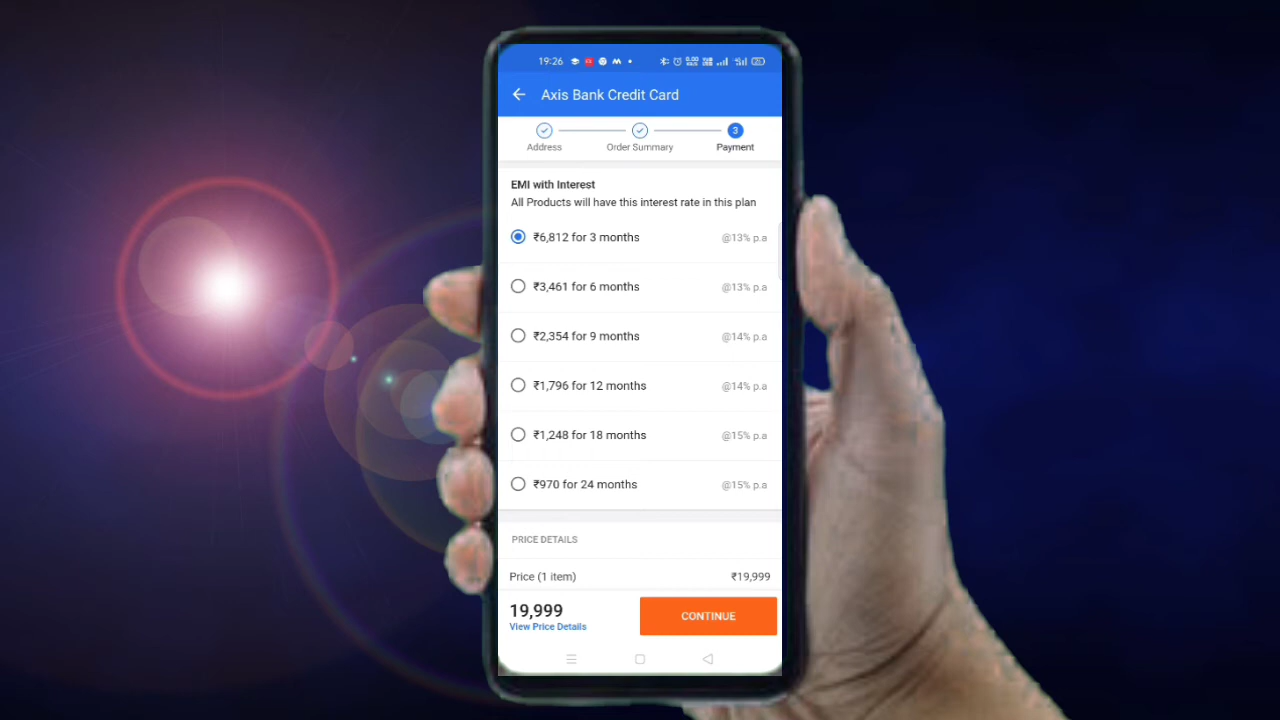 19:26
Axis Bank Credit Card
3
Address Order Summary Payment
EMI with Interest
All Products will have this interest rate in this plan
₹6,812 for 3 months @13% p.a
₹3,461 for 6 months @13% p.a
₹2,354 for 9 months @14% p.a
₹1,796 for 12 months @14% p.a
₹1,248 for 18 months @15% p.a
₹970 for 24 months @15% p.a
PRICE DETAILS
Price (1 item) ₹19,999
19,999
View Price Details
CONTINUE